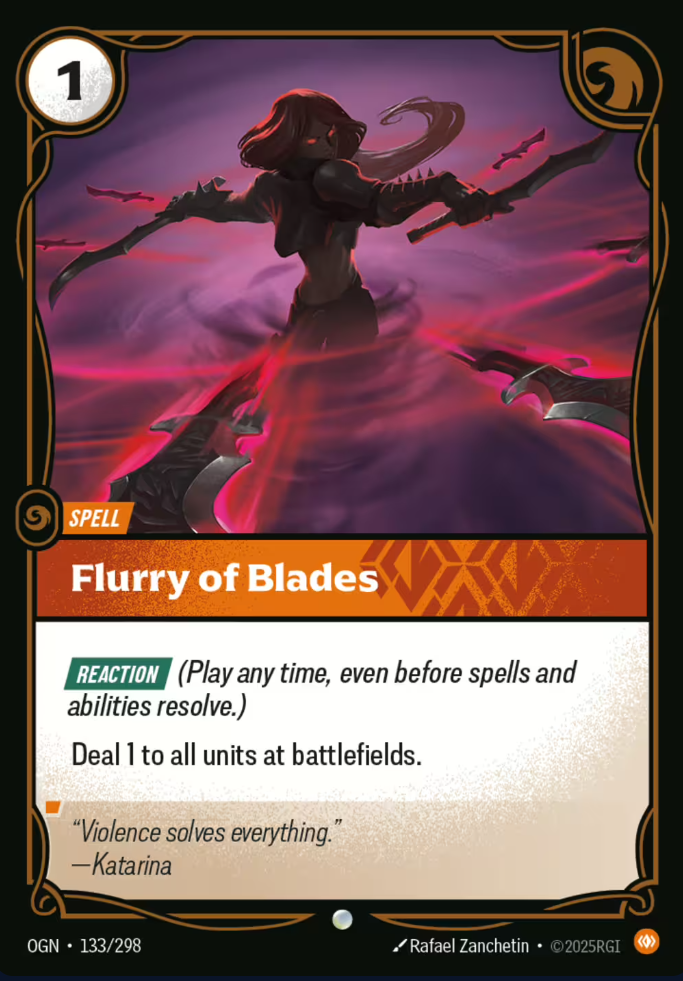 1
SPELL
Flurry of Blades
REACTION (Play any time, even before spells and
abilities resolve.)
Deal 1 to all units at battlefields.
“Violence solves everything.”
—Katarina
OGN • 133/298
Rafael Zanchetin • ©2025RGI